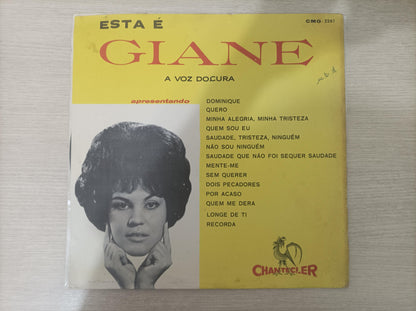 ESTA É
CMG - 2247
GIANE
A VOZ DOÇURA
apresentando
DOMINIQUE
QUERO
MINHA ALEGRIA, MINHA TRISTEZA
QUEM SOU EU
SAUDADE, TRISTEZA, NINGUÉM
NÃO SOU NINGUÉM
SAUDADE QUE NÃO FOI SEQUER SAUDADE
MENTE-ME
SEM QUERER
DOIS PECADORES
POR ACASO
QUEM ME DERA
LONGE DE TI
RECORDA
CHANTECLER